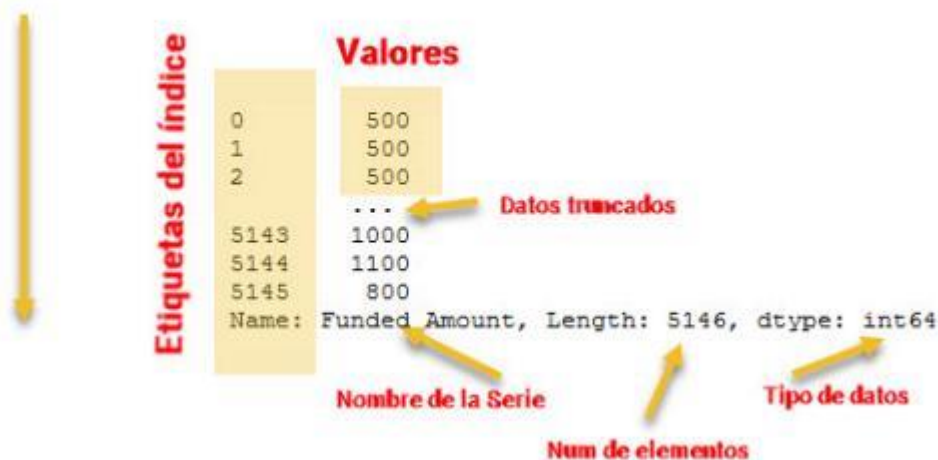 Etiquetas del índice
Valores
0 500
1 500
2 500
...
Datos truncados
5143 1000
5144 1100
5145 800
Name: Funded Amount, Length: 5146, dtype: int64
Nombre de la Serie
Tipo de datos
Num de elementos